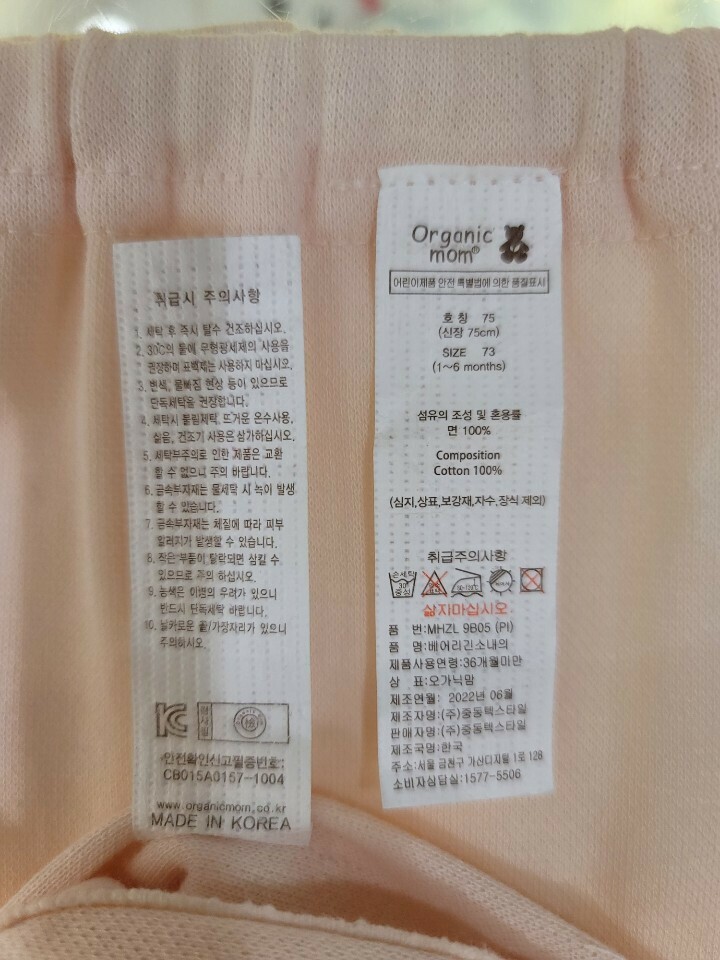 취급시 주의사항
1. 세탁 후 즉시 탈수 건조하십시오.
2. 30C의 물에 무형광세제의 사용을
권장하며 표백제는 사용하지 마십시오.
3. 변색, 물빠짐 현상 등이 있으므로
단독세탁을 권장합니다.
4. 세탁시 불림세탁, 뜨거운 온수사용,
삶음, 건조기 사용은 삼가하십시오.
5. 세탁부주의로 인한 제품은 교환
할 수 없으니 주의 바랍니다.
6. 금속부자재는 물세탁 시 녹이 발생
할 수 있습니다.
7. 금속부자재는 체질에 따라 피부
알러지가 발생할 수 있습니다.
8. 작은 부품이 탈락되면 삼킬 수
있으므로 주의 하십시오.
9. 농색은 이염의 우려가 있으니
반드시 단독세탁 바랍니다.
10. 날카로운 끝/가장자리가 있으니
주의하시오.
안전확인신고필증번호:
CB015A0157-1004
www.organicmom.co.kr
MADE IN KOREA
Organic
mom®
어린이제품 안전 특별법에 의한 품질표시
호 칭 75
(신장 75cm)
SIZE 73
(1~6 months)
섬유의 조성 및 혼용률
면 100%
Composition
Cotton 100%
(심지,상표,보강재,자수,장식 제외)
취급주의사항
손세탁
30
중성
삶지마십시오
품 번:MHZL 9B05 (PI)
품 명:베어리긴소내의
제품사용연령:36개월미만
상 표:오가닉맘
제조연월: 2022년 06월
제조자명:(주)중동텍스타일
판매자명:(주)중동텍스타일
제조국명:한국
주소:서울 금천구 가산디지털 1로 128
소비자상담실:1577-5506